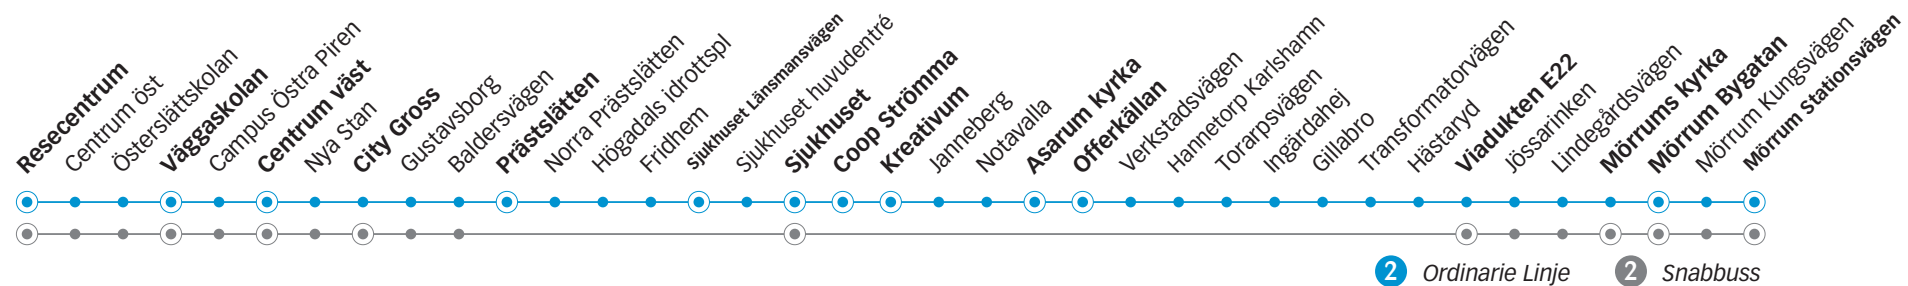 Resecentrum
Centrum öst
Österslättskolan
Väggaskolan
Campus Östra Piren
Centrum väst
Nya Stan
City Gross
Gustavsborg
Baldersvägen
Prästslätten
Norra Prästslätten
Högadals idrottspl
Fridhem
Sjukhuset Länsmansvägen
Sjukhuset huvudentré
Sjukhuset
Coop Strömma
Kreativum
Janneberg
Notavalla
Asarum kyrka
Offerkällan
Verkstadsvägen
Hannetorp Karlshamn
Torarpsvägen
Ingärdahej
Gillabro
Transformatorvägen
Hästaryd
Viadukten E22
Jössarinken
Lindegårdsvägen
Mörrums kyrka
Mörrum Bygatan
Mörrum Kungsvägen
Mörrum Stationsvägen
2 Ordinarie Linje
2 Snabbuss